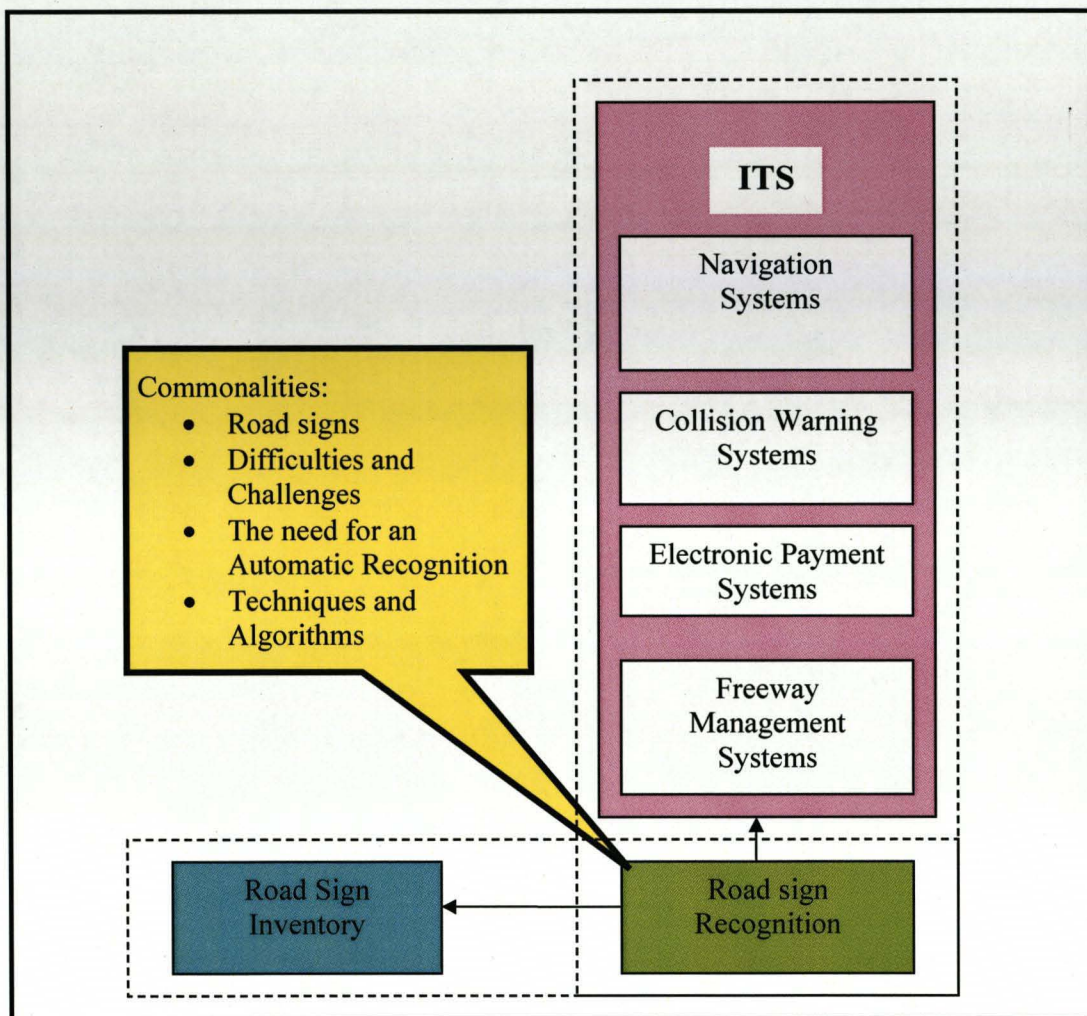 ITS
Navigation
Systems
Collision Warning
Systems
Electronic Payment
Systems
Freeway
Management
Systems
Commonalities:
• Road signs
• Difficulties and
Challenges
• The need for an
Automatic Recognition
• Techniques and
Algorithms
Road Sign
Inventory
Road sign
Recognition